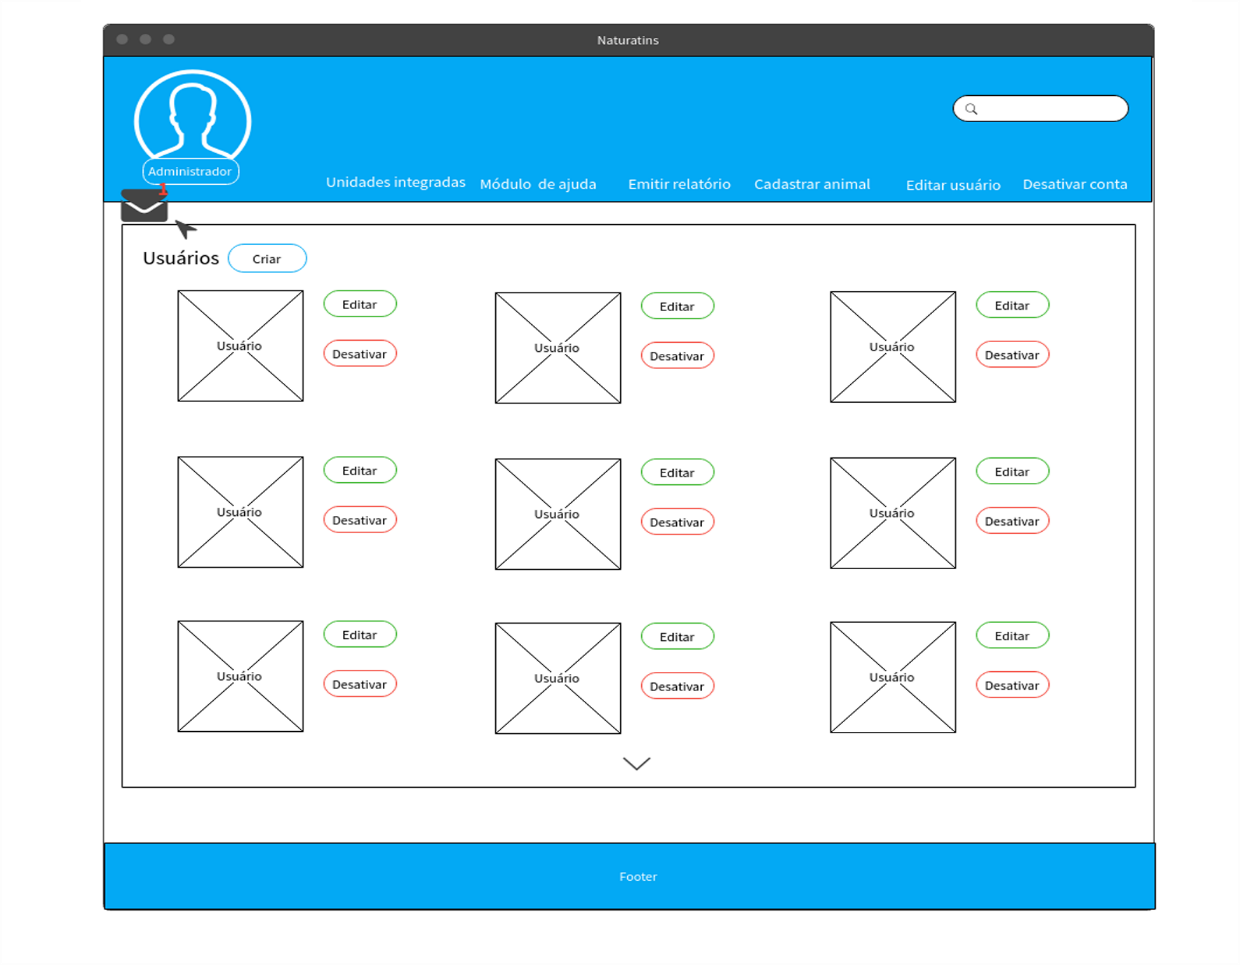 Naturatins
Administrador
1
Unidades integradas Módulo de ajuda Emitir relatório Cadastrar animal Editar usuário Desativar conta
Usuários Criar
Usuário Editar Desativar
Usuário Editar Desativar
Usuário Editar Desativar
Usuário Editar Desativar
Usuário Editar Desativar
Usuário Editar Desativar
Usuário Editar Desativar
Usuário Editar Desativar
Usuário Editar Desativar
Footer